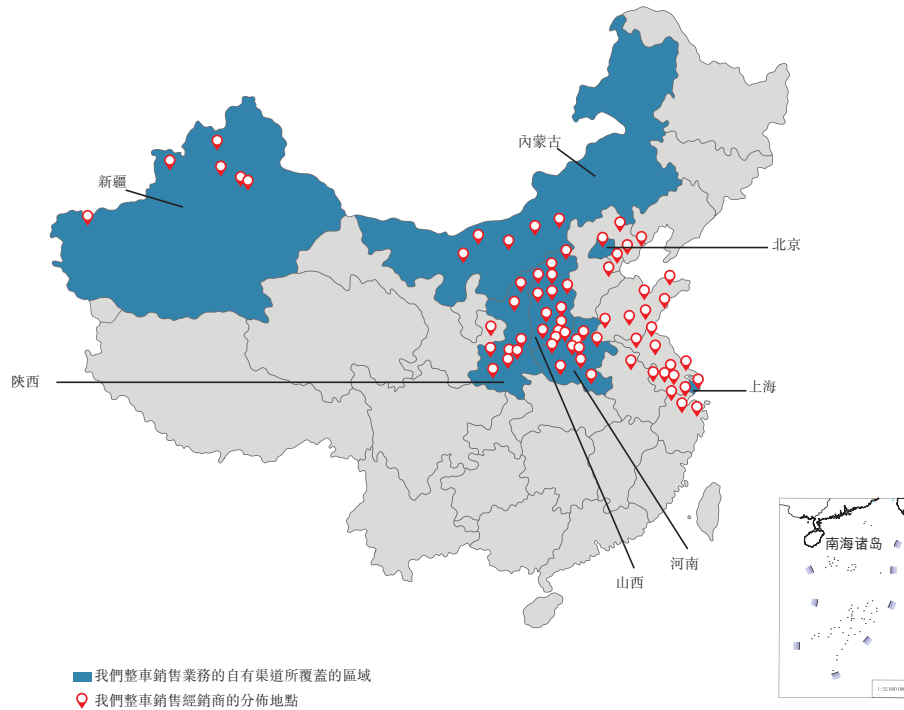 內蒙古
新疆
北京
陝西
上海
南海诸岛
河南
山西
我們整車銷售業務的自有渠道所覆蓋的區域
我們整車銷售經銷商的分佈地點